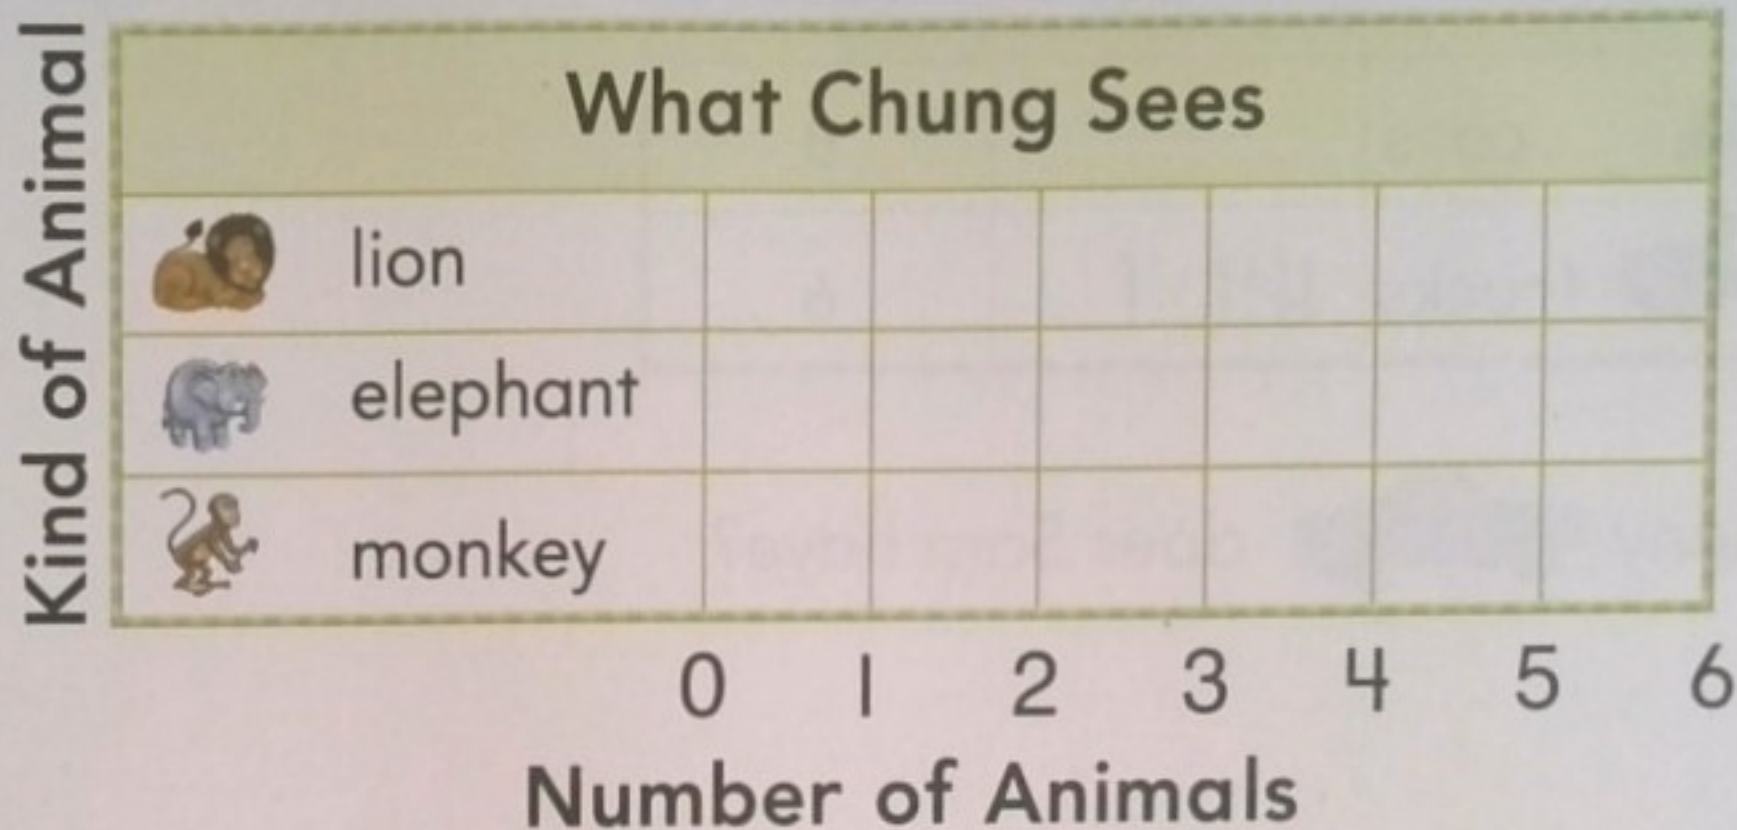 Kind of Animal
What Chung Sees
lion
elephant
monkey
0 1 2 3 4 5 6
Number of Animals